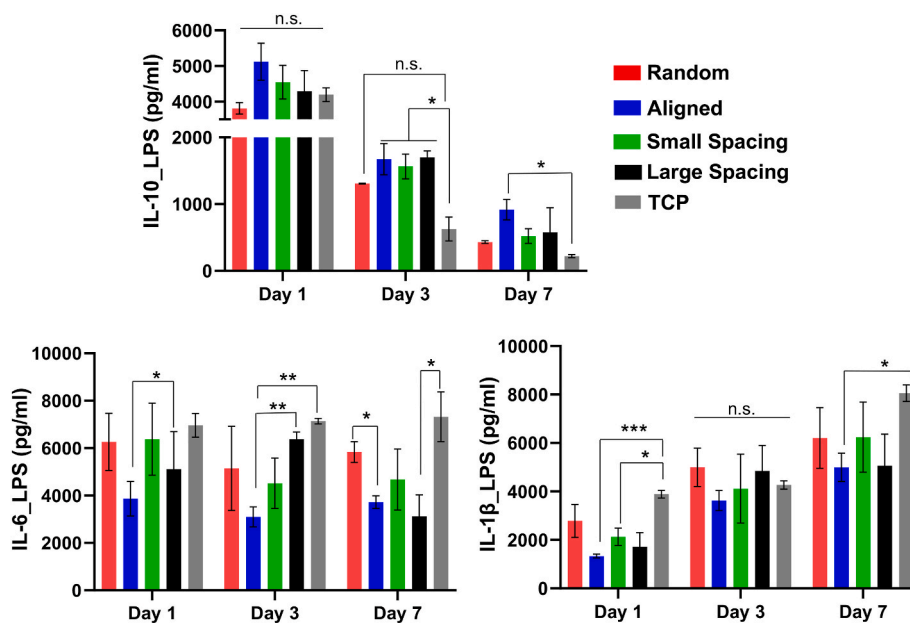 n.s.
6000
5000
4000
2000
1000
0
IL-10_LPS (pg/ml)
n.s.
*
*
Day 1
Day 3
Day 7
Random
Aligned
Small Spacing
Large Spacing
TCP
10000
8000
6000
4000
2000
0
IL-6_LPS (pg/ml)
*
**
**
*
*
Day 1
Day 3
Day 7
10000
8000
6000
4000
2000
0
IL-1β_LPS (pg/ml)
***
*
n.s.
*
Day 1
Day 3
Day 7